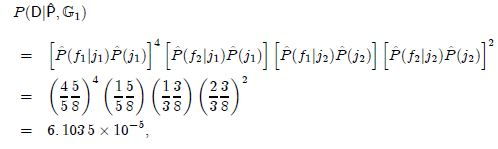 P(D|P̂, 𝔾₁)
= [P̂(f₁|j₁)P̂(j₁)]⁴ [P̂(f₂|j₁)P̂(j₁)] [P̂(f₁|j₂)P̂(j₂)] [P̂(f₂|j₂)P̂(j₂)]²
= (4/5 5/8)⁴ (1/5 5/8) (1/3 3/8) (2/3 3/8)²
= 6.1035 × 10⁻⁵,